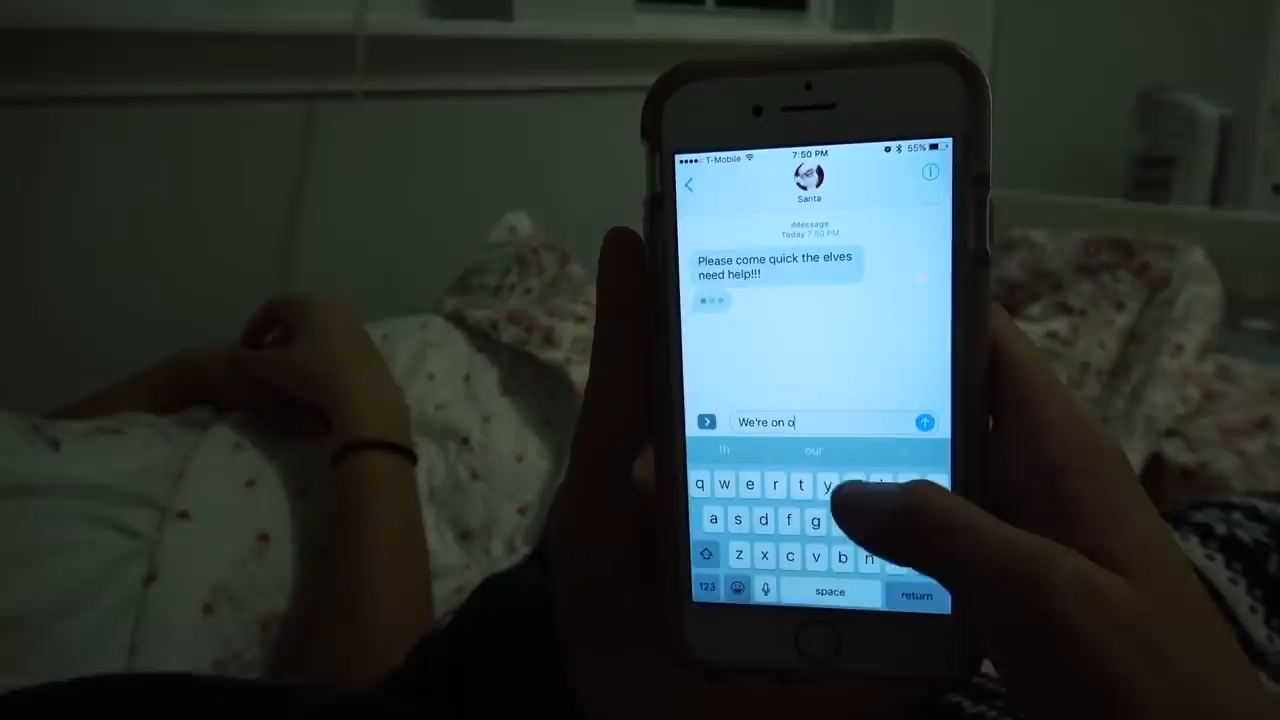 T-Mobile 7:50 PM 55%
Santa
iMessage
Today 7:50 PM
Please come quick the elves
need help!!!
We're on o
our
q w e r t y
a s d f g
z x c v b n
123 space return